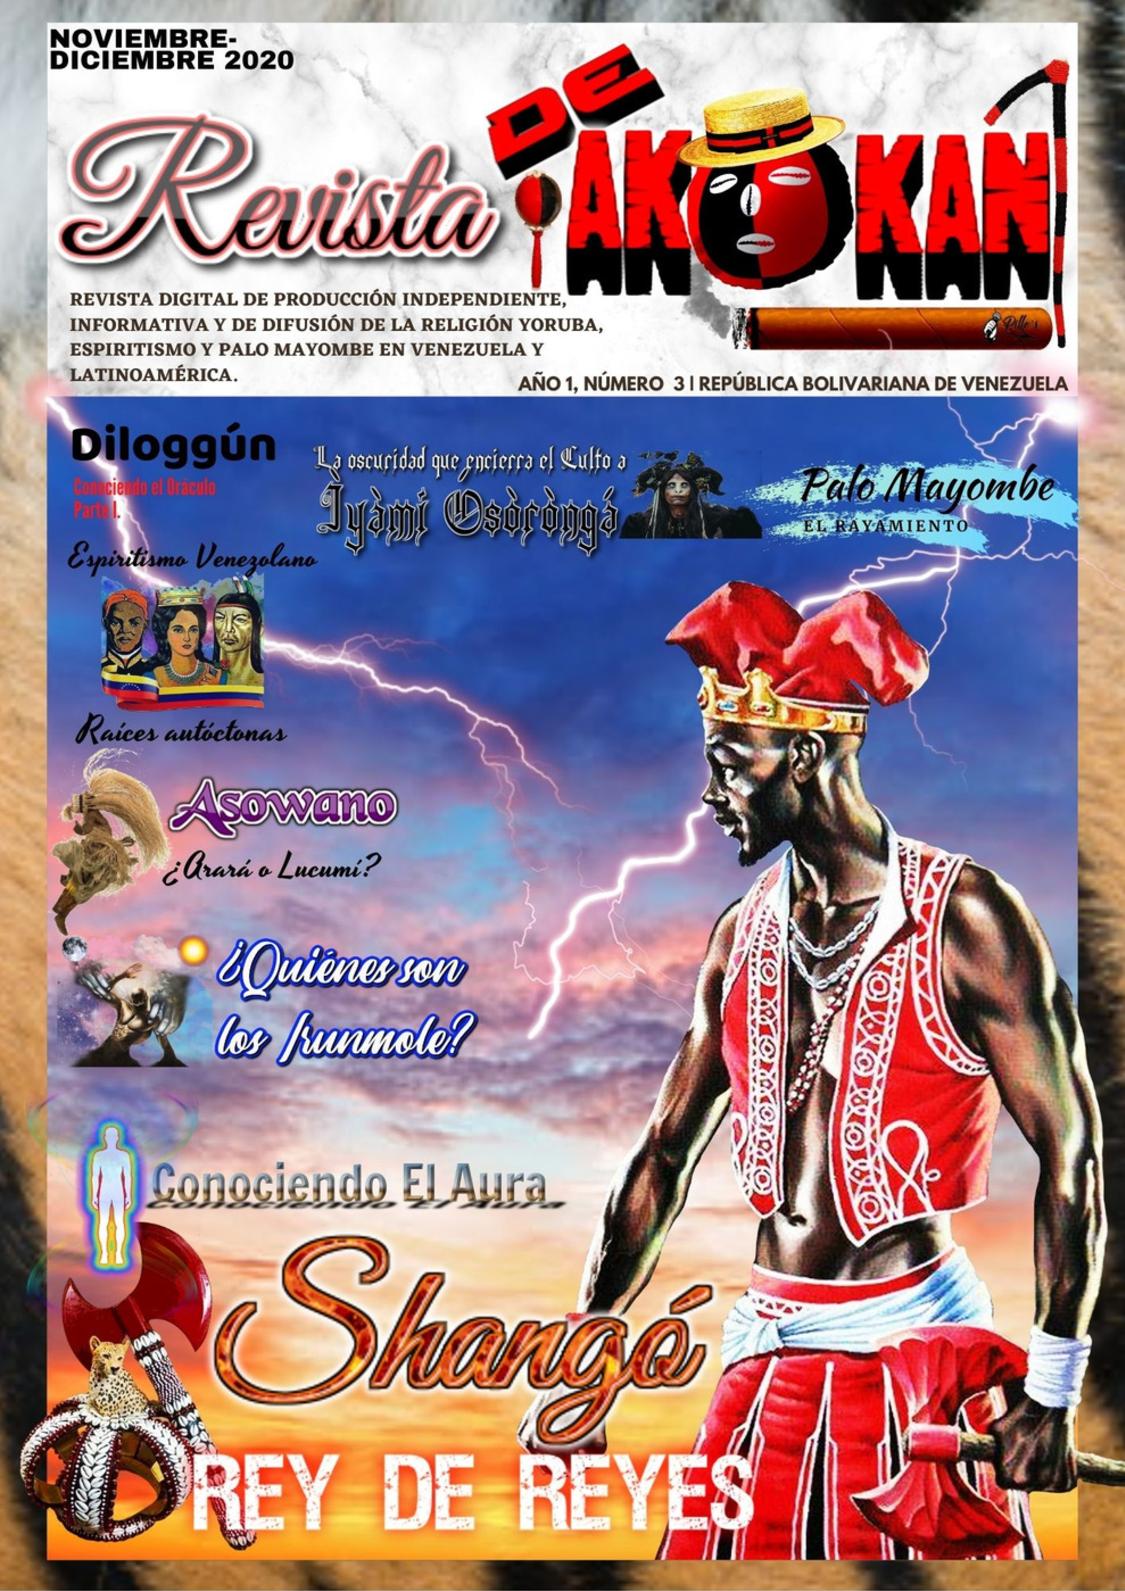 NOVIEMBRE-
DICIEMBRE 2020
Revista
DE
AKOKAN
REVISTA DIGITAL DE PRODUCCIÓN INDEPENDIENTE,
INFORMATIVA Y DE DIFUSIÓN DE LA RELIGIÓN YORUBA,
ESPIRITISMO Y PALO MAYOMBE EN VENEZUELA Y
LATINOAMÉRICA.
AÑO 1, NÚMERO 3 | REPÚBLICA BOLIVARIANA DE VENEZUELA
Diloggún
Conociendo el Oráculo
Parte I.
La oscuridad que encierra el Culto a
Ìyàmí Òsòròngá
Palo Mayombe
EL RAYAMIENTO
Espiritismo Venezolano
Raíces autóctonas
Asowano
¿Arará o Lucumí?
¿Quiénes son
los Irunmole?
Conociendo El Aura
Shangó
REY DE REYES